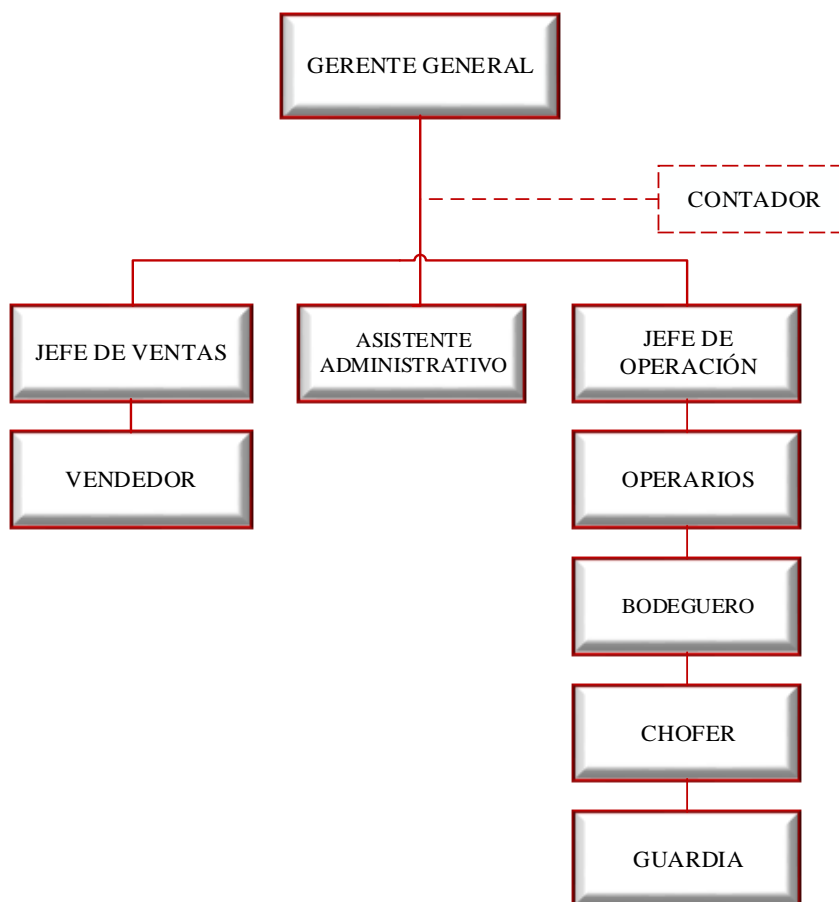 GERENTE GENERAL
CONTADOR
JEFE DE VENTAS
ASISTENTE
ADMINISTRATIVO
JEFE DE
OPERACIÓN
VENDEDOR
OPERARIOS
BODEGUERO
CHOFER
GUARDIA